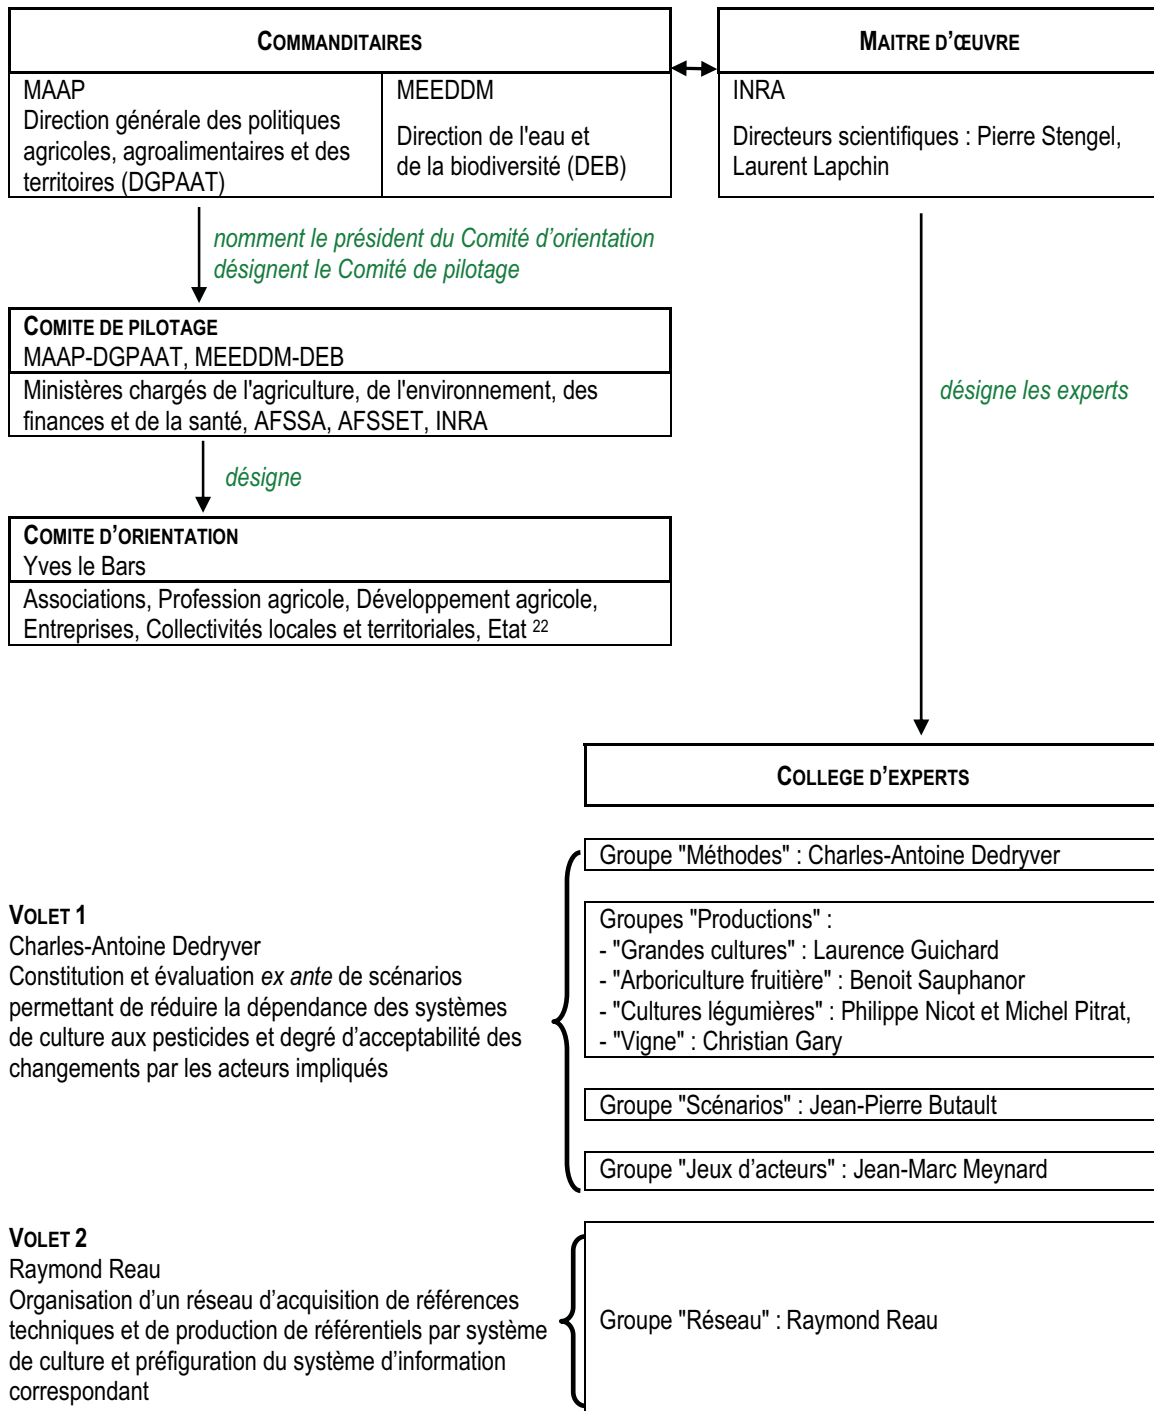 COMMANDITAIRES
MAAP
Direction générale des politiques
agricoles, agroalimentaires et des
territoires (DGPAAT)
MEEDDM
Direction de l'eau et
de la biodiversité (DEB)
MAITRE D'ŒUVRE
INRA
Directeurs scientifiques : Pierre Stengel,
Laurent Lapchin
nomment le président du Comité d'orientation
désignent le Comité de pilotage
COMITE DE PILOTAGE
MAAP-DGPAAT, MEEDDM-DEB
Ministères chargés de l'agriculture, de l'environnement, des
finances et de la santé, AFSSA, AFSSET, INRA
désigne les experts
désigne
COMITE D'ORIENTATION
Yves le Bars
Associations, Profession agricole, Développement agricole,
Entreprises, Collectivités locales et territoriales, Etat 22
COLLEGE D'EXPERTS
VOLET 1
Charles-Antoine Dedryver
Constitution et évaluation ex ante de scénarios
permettant de réduire la dépendance des systèmes
de culture aux pesticides et degré d'acceptabilité des
changements par les acteurs impliqués
Groupe "Méthodes" : Charles-Antoine Dedryver
Groupes "Productions" :
- "Grandes cultures" : Laurence Guichard
- "Arboriculture fruitière" : Benoit Sauphanor
- "Cultures légumières" : Philippe Nicot et Michel Pitrat,
- "Vigne" : Christian Gary
Groupe "Scénarios" : Jean-Pierre Butault
Groupe "Jeux d'acteurs" : Jean-Marc Meynard
VOLET 2
Raymond Reau
Organisation d'un réseau d'acquisition de références
techniques et de production de référentiels par système
de culture et préfiguration du système d'information
correspondant
Groupe "Réseau" : Raymond Reau